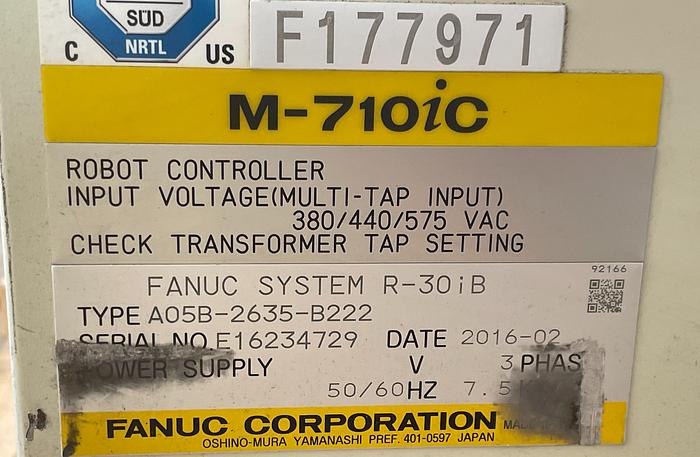 SÜD
NRTL
C US
F177971
M-710iC
ROBOT CONTROLLER
INPUT VOLTAGE(MULTI-TAP INPUT)
380/440/575 VAC
CHECK TRANSFORMER TAP SETTING
92166
FANUC SYSTEM R-30iB
TYPE A05B-2635-B222
SERIAL NO. E16234729 DATE 2016-02
POWER SUPPLY V 3 PHAS
50/60HZ 7.5
FANUC CORPORATION
OSHINO-MURA YAMANASHI PREF. 401-0597 JAPAN